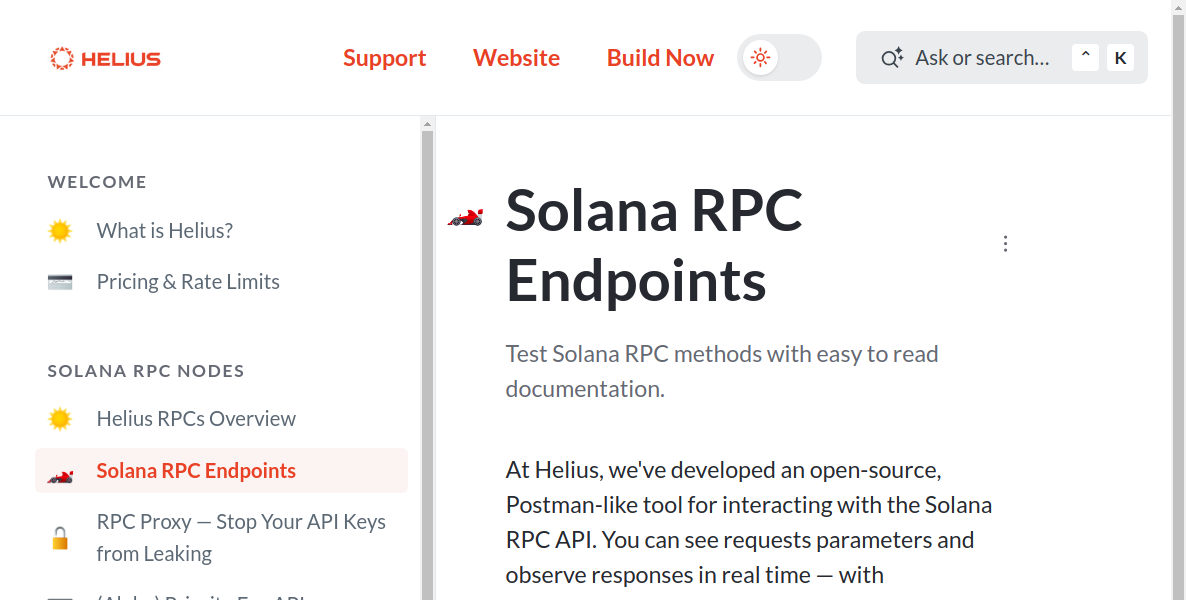 HELIUS
Support
Website
Build Now
Ask or search...
⌃
K
WELCOME
What is Helius?
Pricing & Rate Limits
SOLANA RPC NODES
Helius RPCs Overview
Solana RPC Endpoints
RPC Proxy — Stop Your API Keys
from Leaking
Solana RPC
Endpoints
Test Solana RPC methods with easy to read
documentation.
At Helius, we've developed an open-source,
Postman-like tool for interacting with the Solana
RPC API. You can see requests parameters and
observe responses in real time — with